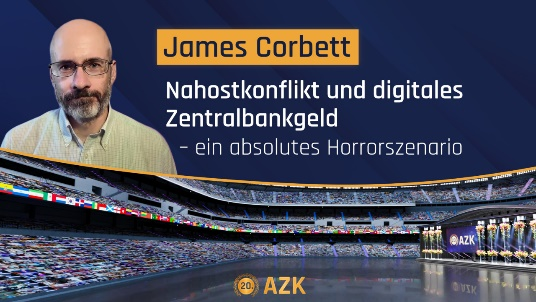 James Corbett
Nahostkonflikt und digitales
Zentralbankgeld
– ein absolutes Horrorszenario
AZK
20. AZK